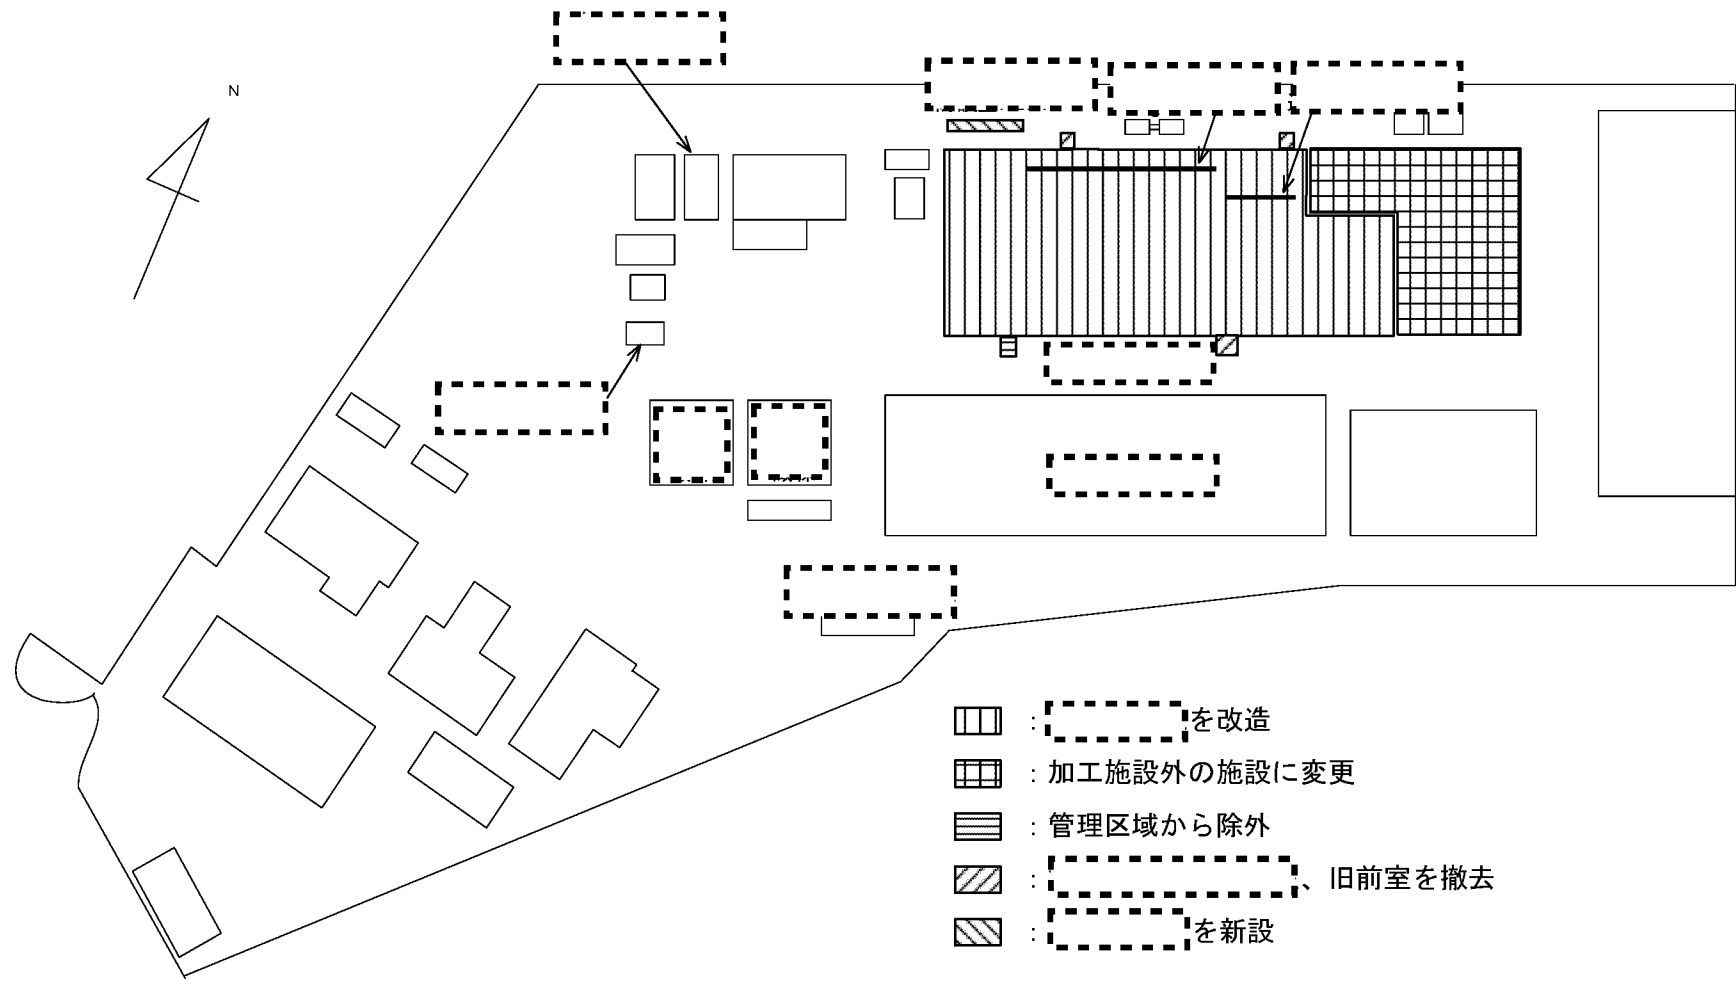 N
：を改造
：加工施設外の施設に変更
：管理区域から除外
：、旧前室を撤去
：を新設